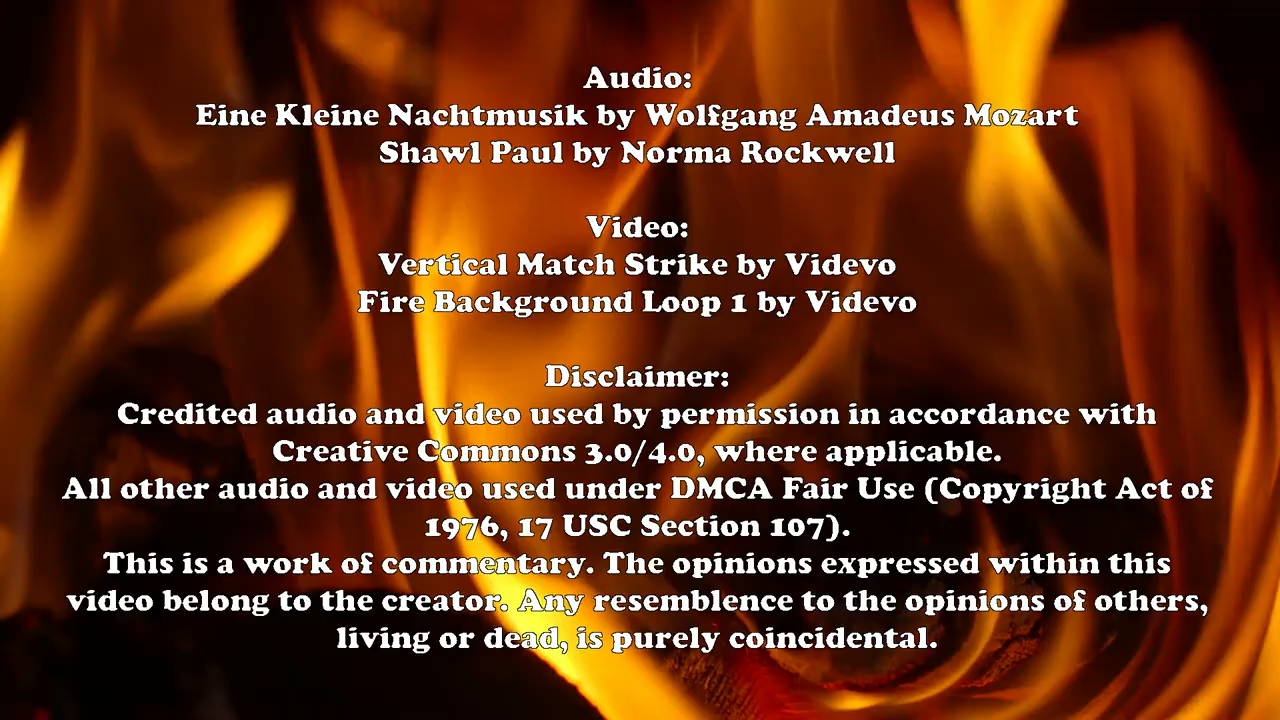 Audio:
Eine Kleine Nachtmusik by Wolfgang Amadeus Mozart
Shawl Paul by Norma Rockwell
Video:
Vertical Match Strike by Videvo
Fire Background Loop 1 by Videvo
Disclaimer:
Credited audio and video used by permission in accordance with
Creative Commons 3.0/4.0, where applicable.
All other audio and video used under DMCA Fair Use (Copyright Act of
1976, 17 USC Section 107).
This is a work of commentary. The opinions expressed within this
video belong to the creator. Any resemblence to the opinions of others,
living or dead, is purely coincidental.